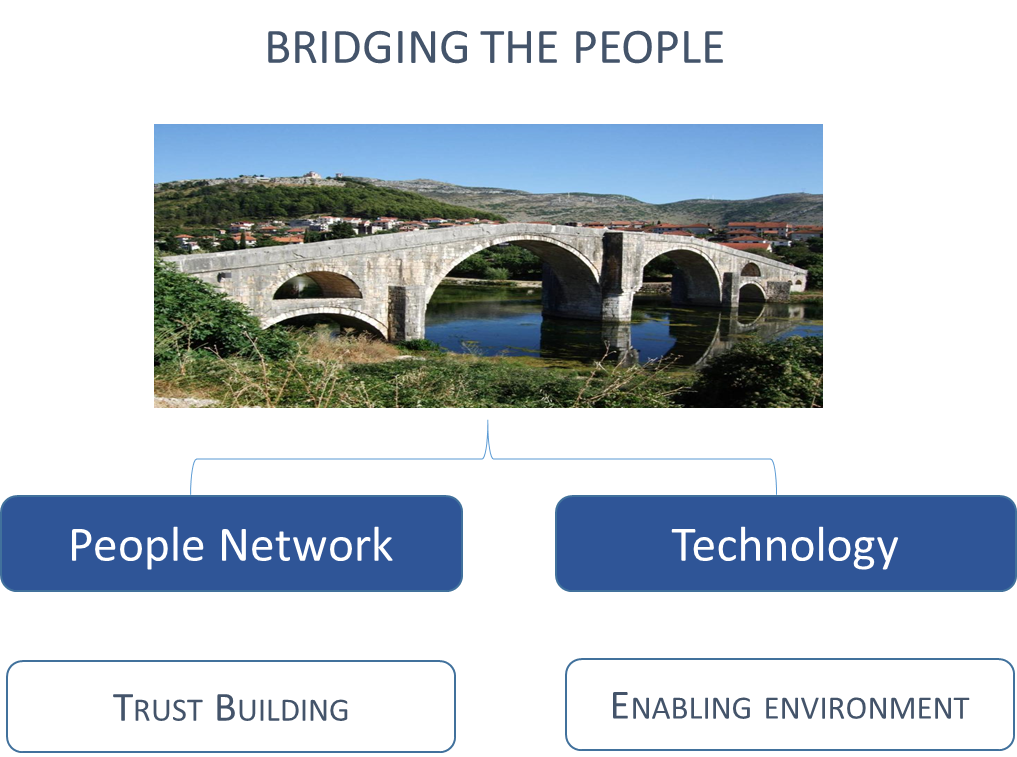 BRIDGING THE PEOPLE
People Network
Technology
Trust Building
Enabling environment